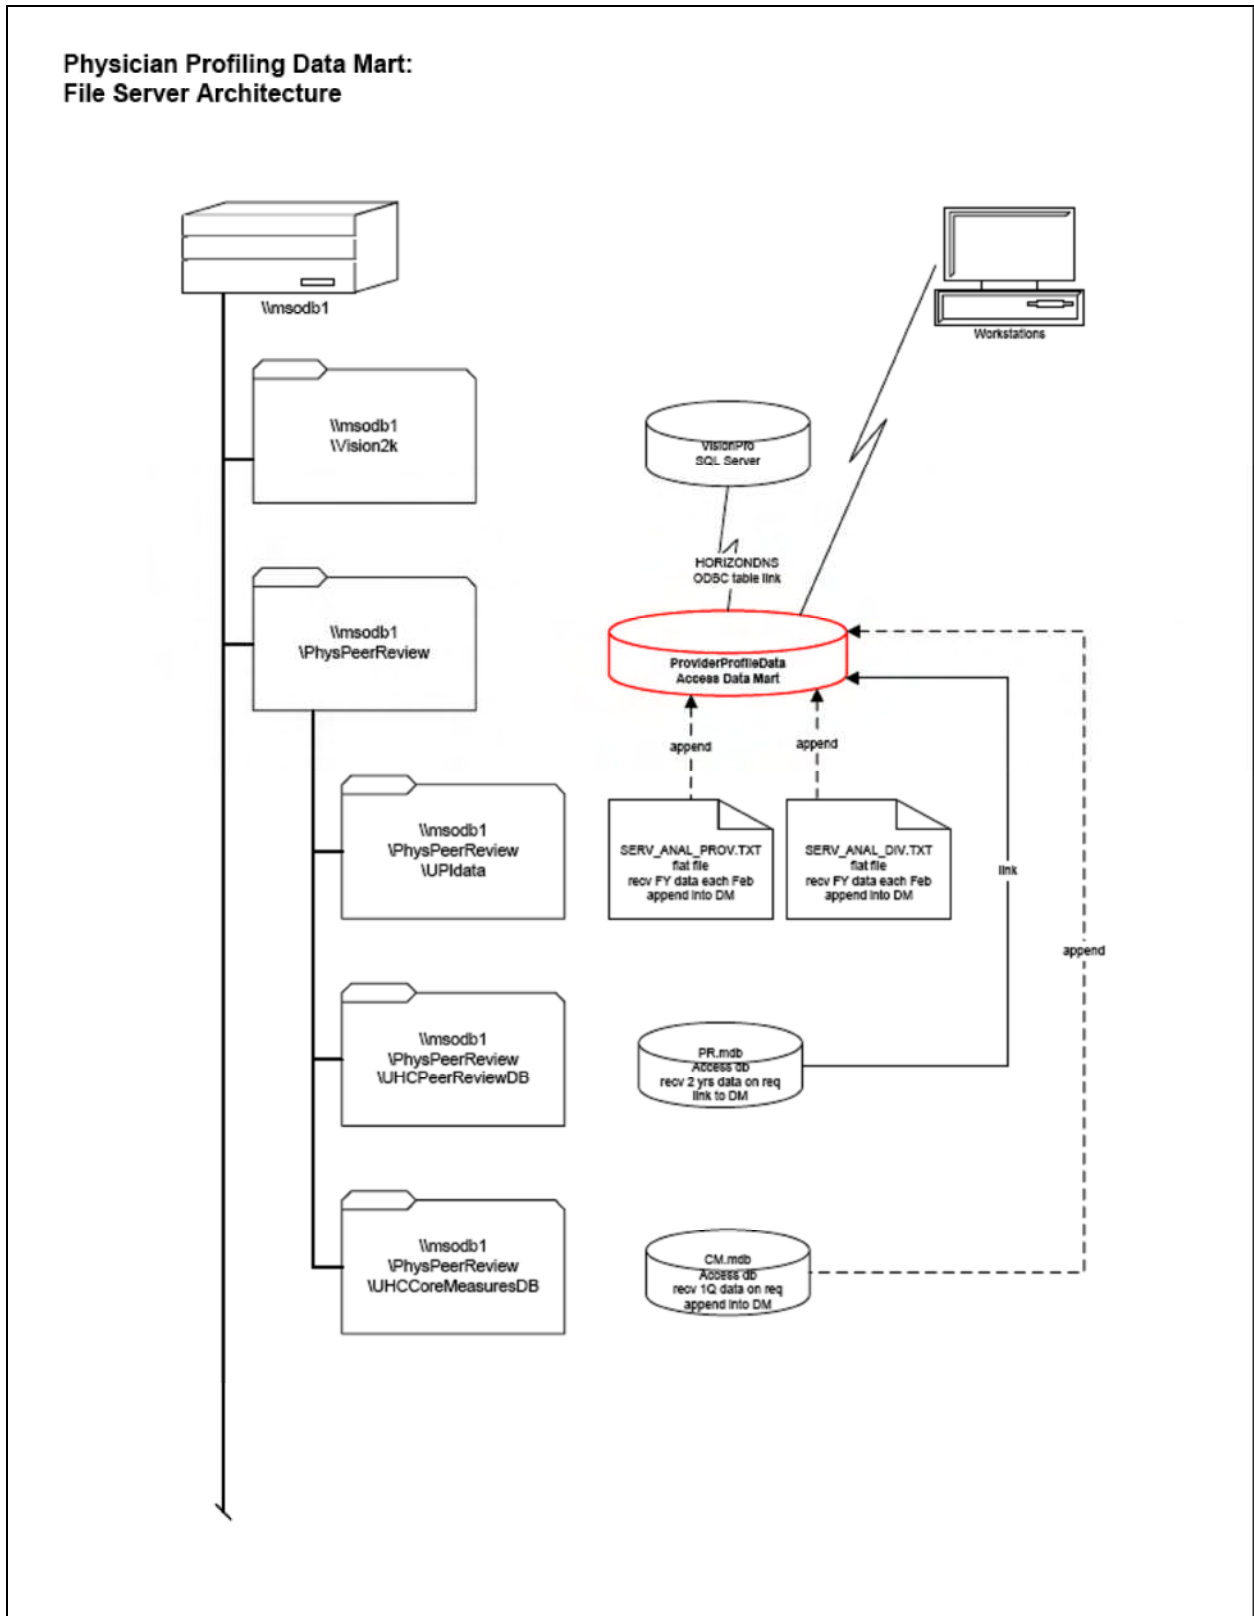 Physician Profiling Data Mart:
File Server Architecture
\\msodb1
Workstations
\\msodb1
\Vision2k
VisionPro
SQL Server
HORIZONDNS
ODBC table link
\\msodb1
\PhysPeerReview
ProviderProfileData
Access Data Mart
append
append
\\msodb1
\PhysPeerReview
\UPIdata
SERV_ANAL_PROV.TXT
flat file
recv FY data each Feb
append into DM
SERV_ANAL_DIV.TXT
flat file
recv FY data each Feb
append into DM
link
append
\\msodb1
\PhysPeerReview
\UHCPeerReviewDB
PR.mdb
Access db
recv 2 yrs data on req
link to DM
\\msodb1
\PhysPeerReview
\UHCCoreMeasuresDB
CM.mdb
Access db
recv 1Q data on req
append into DM